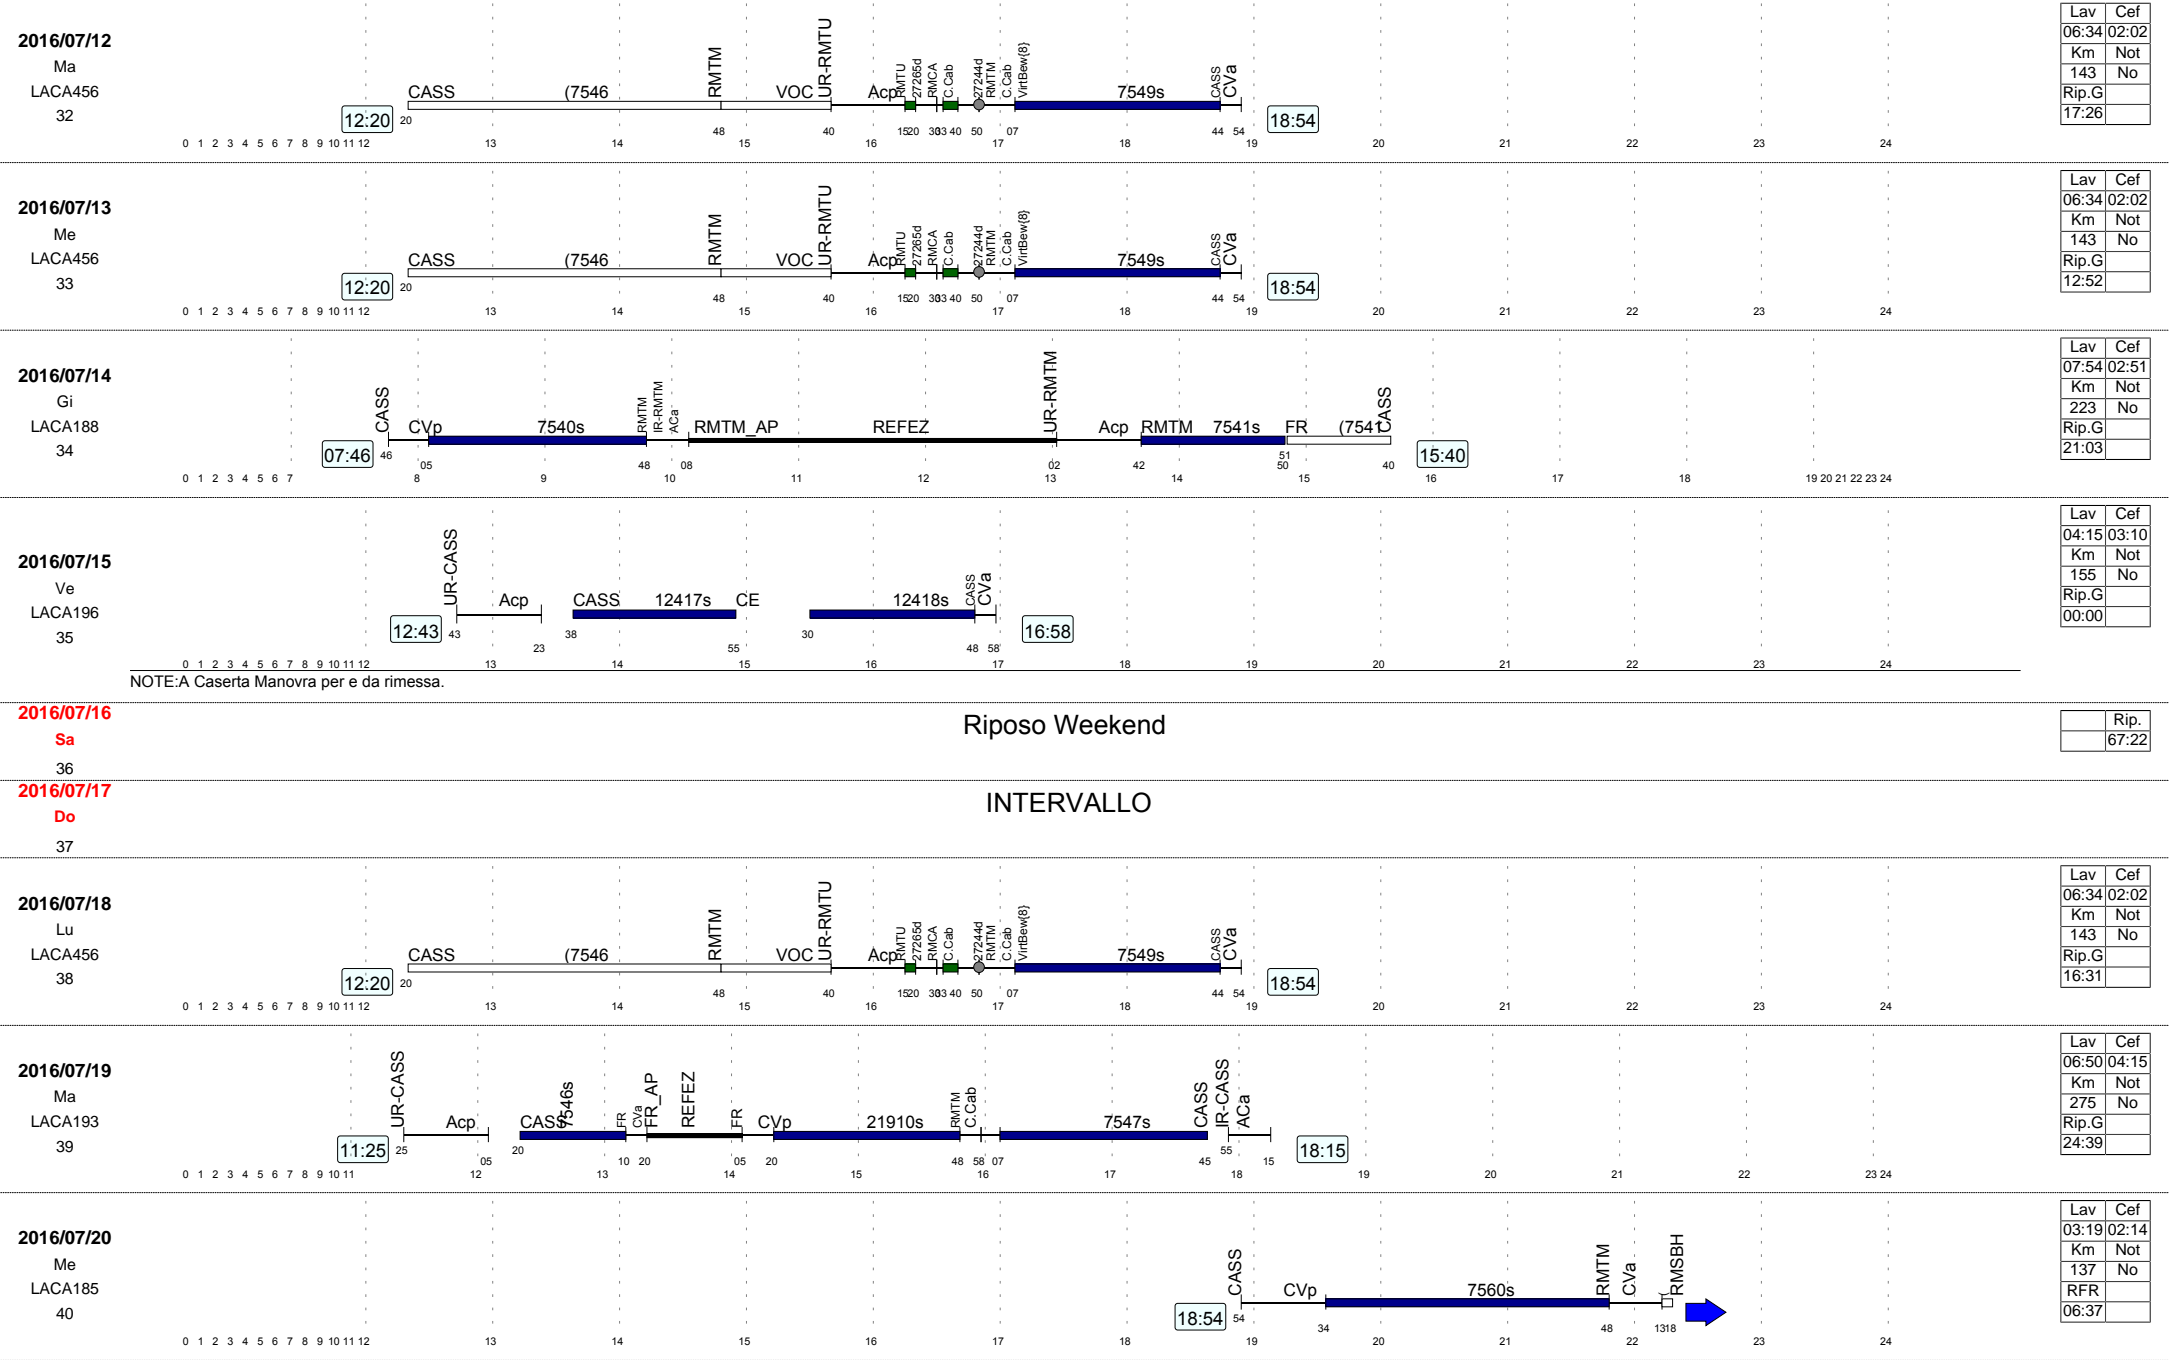 2016/07/12
Ma
LACA456
32
12:20
CASS (7546 RMTM VOC UR-RMTU Acp RMTU 27265d RMCA C.Cab 27244d RMTM C.Cab VirtBew{8} 7549s CASS CVa
18:54
20 48 40 15 20 30 33 40 50 07 44 54
0 1 2 3 4 5 6 7 8 9 10 11 12 13 14 15 16 17 18 19 20 21 22 23 24
Lav Cef
06:34 02:02
Km Not
143 No
Rip.G
17:26
2016/07/13
Me
LACA456
33
12:20
CASS (7546 RMTM VOC UR-RMTU Acp RMTU 27265d RMCA C.Cab 27244d RMTM C.Cab VirtBew{8} 7549s CASS CVa
18:54
20 48 40 15 20 30 33 40 50 07 44 54
0 1 2 3 4 5 6 7 8 9 10 11 12 13 14 15 16 17 18 19 20 21 22 23 24
Lav Cef
06:34 02:02
Km Not
143 No
Rip.G
12:52
2016/07/14
Gi
LACA188
34
07:46
CASS CVp 7540s RMTM IR-RMTM ACa RMTM_AP REFEZ UR-RMTM Acp RMTM 7541s FR (7541 CASS
15:40
46 05 48 08 02 42 51 50 40
0 1 2 3 4 5 6 7 8 9 10 11 12 13 14 15 16 17 18 19 20 21 22 23 24
Lav Cef
07:54 02:51
Km Not
223 No
Rip.G
21:03
2016/07/15
Ve
LACA196
35
12:43
UR-CASS Acp CASS 12417s CE 12418s CASS CVa
16:58
43 23 38 55 30 48 58
0 1 2 3 4 5 6 7 8 9 10 11 12 13 14 15 16 17 18 19 20 21 22 23 24
NOTE:A Caserta Manovra per e da rimessa.
Lav Cef
04:15 03:10
Km Not
155 No
Rip.G
00:00
2016/07/16
Sa
36
Riposo Weekend
Rip.
67:22
2016/07/17
Do
37
INTERVALLO
2016/07/18
Lu
LACA456
38
12:20
CASS (7546 RMTM VOC UR-RMTU Acp RMTU 27265d RMCA C.Cab 27244d RMTM C.Cab VirtBew{8} 7549s CASS CVa
18:54
20 48 40 15 20 30 33 40 50 07 44 54
0 1 2 3 4 5 6 7 8 9 10 11 12 13 14 15 16 17 18 19 20 21 22 23 24
Lav Cef
06:34 02:02
Km Not
143 No
Rip.G
16:31
2016/07/19
Ma
LACA193
39
11:25
UR-CASS Acp CASS 7546s FR CVa FR_AP REFEZ FR CVp 21910s RMTM C.Cab 7547s CASS IR-CASS ACa
18:15
25 05 20 10 20 05 20 48 58 07 45 55 15
0 1 2 3 4 5 6 7 8 9 10 11 12 13 14 15 16 17 18 19 20 21 22 23 24
Lav Cef
06:50 04:15
Km Not
275 No
Rip.G
24:39
2016/07/20
Me
LACA185
40
18:54
CASS CVp 7560s RMTM CVa ( RMSBH
54 34 48 13 18
0 1 2 3 4 5 6 7 8 9 10 11 12 13 14 15 16 17 18 19 20 21 22 23 24
Lav Cef
03:19 02:14
Km Not
137 No
RFR
06:37